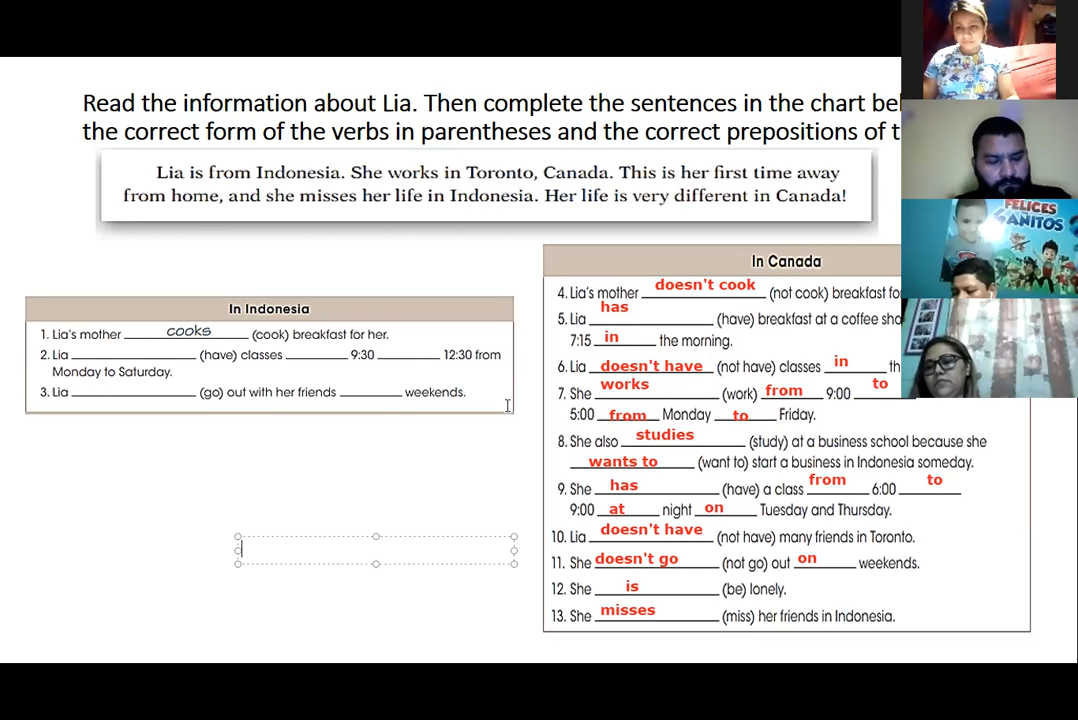 Read the information about Lia. Then complete the sentences in the chart
the correct form of the verbs in parentheses and the correct prepositions of
Lia is from Indonesia. She works in Toronto, Canada. This is her first time away
from home, and she misses her life in Indonesia. Her life is very different in Canada!
In Indonesia
1. Lia's mother cooks (cook) breakfast for her.
2. Lia (have) classes 9:30 12:30 from
Monday to Saturday.
3. Lia (go) out with her friends weekends.
In Canada
4. Lia's mother doesn't cook (not cook) breakfast
5. Lia has (have) breakfast at a coffee
7:15 in the morning.
6. Lia doesn't have (not have) classes in
7. She works (work) from 9:00 to
5:00 from Monday to Friday.
8. She also studies (study) at a business school because she
wants to (want to) start a business in Indonesia someday.
9. She has (have) a class from 6:00 to
9:00 at night on Tuesday and Thursday.
10. Lia doesn't have (not have) many friends in Toronto.
11. She doesn't go (not go) out on weekends.
12. She is (be) lonely.
13. She misses (miss) her friends in Indonesia.
FELICES